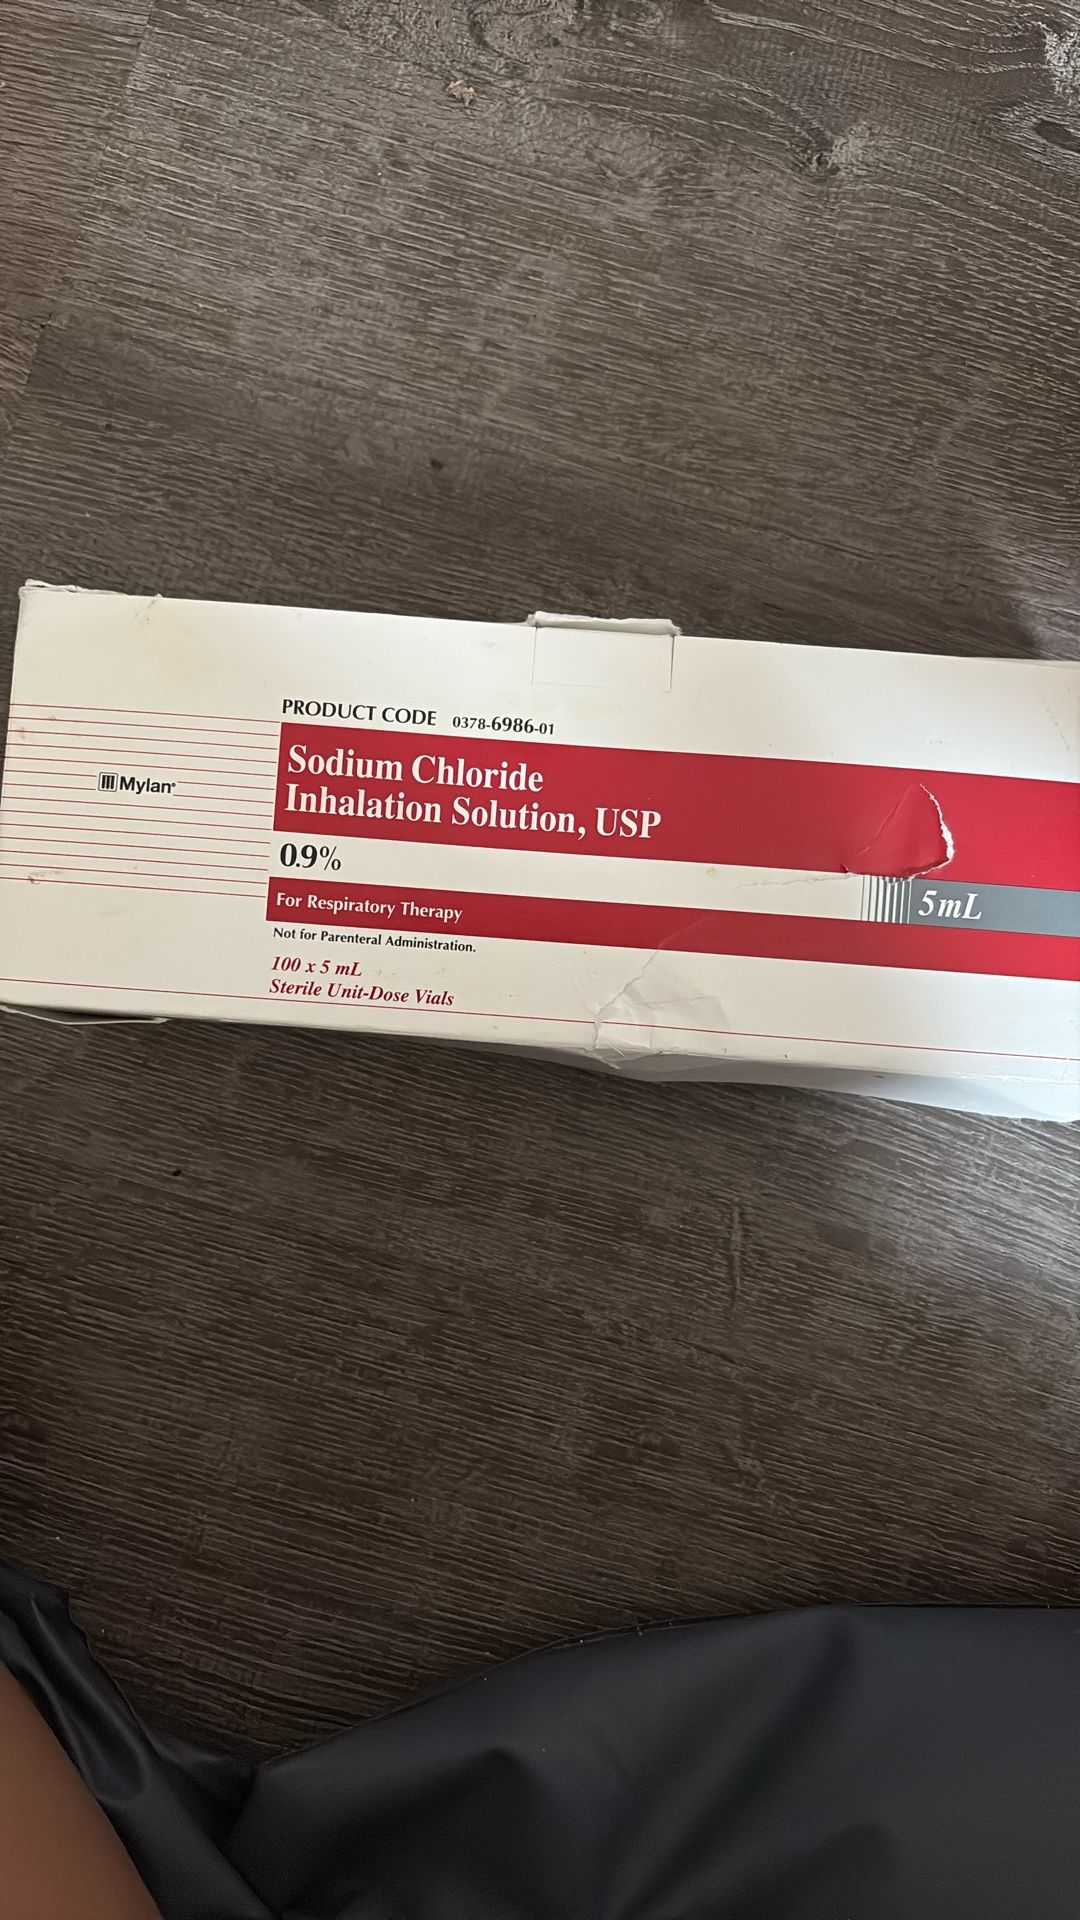 PRODUCT CODE 0378-6986-01
Sodium Chloride
Inhalation Solution, USP
Mylan®
0.9%
5mL
For Respiratory Therapy
Not for Parenteral Administration.
100 x 5 mL
Sterile Unit-Dose Vials